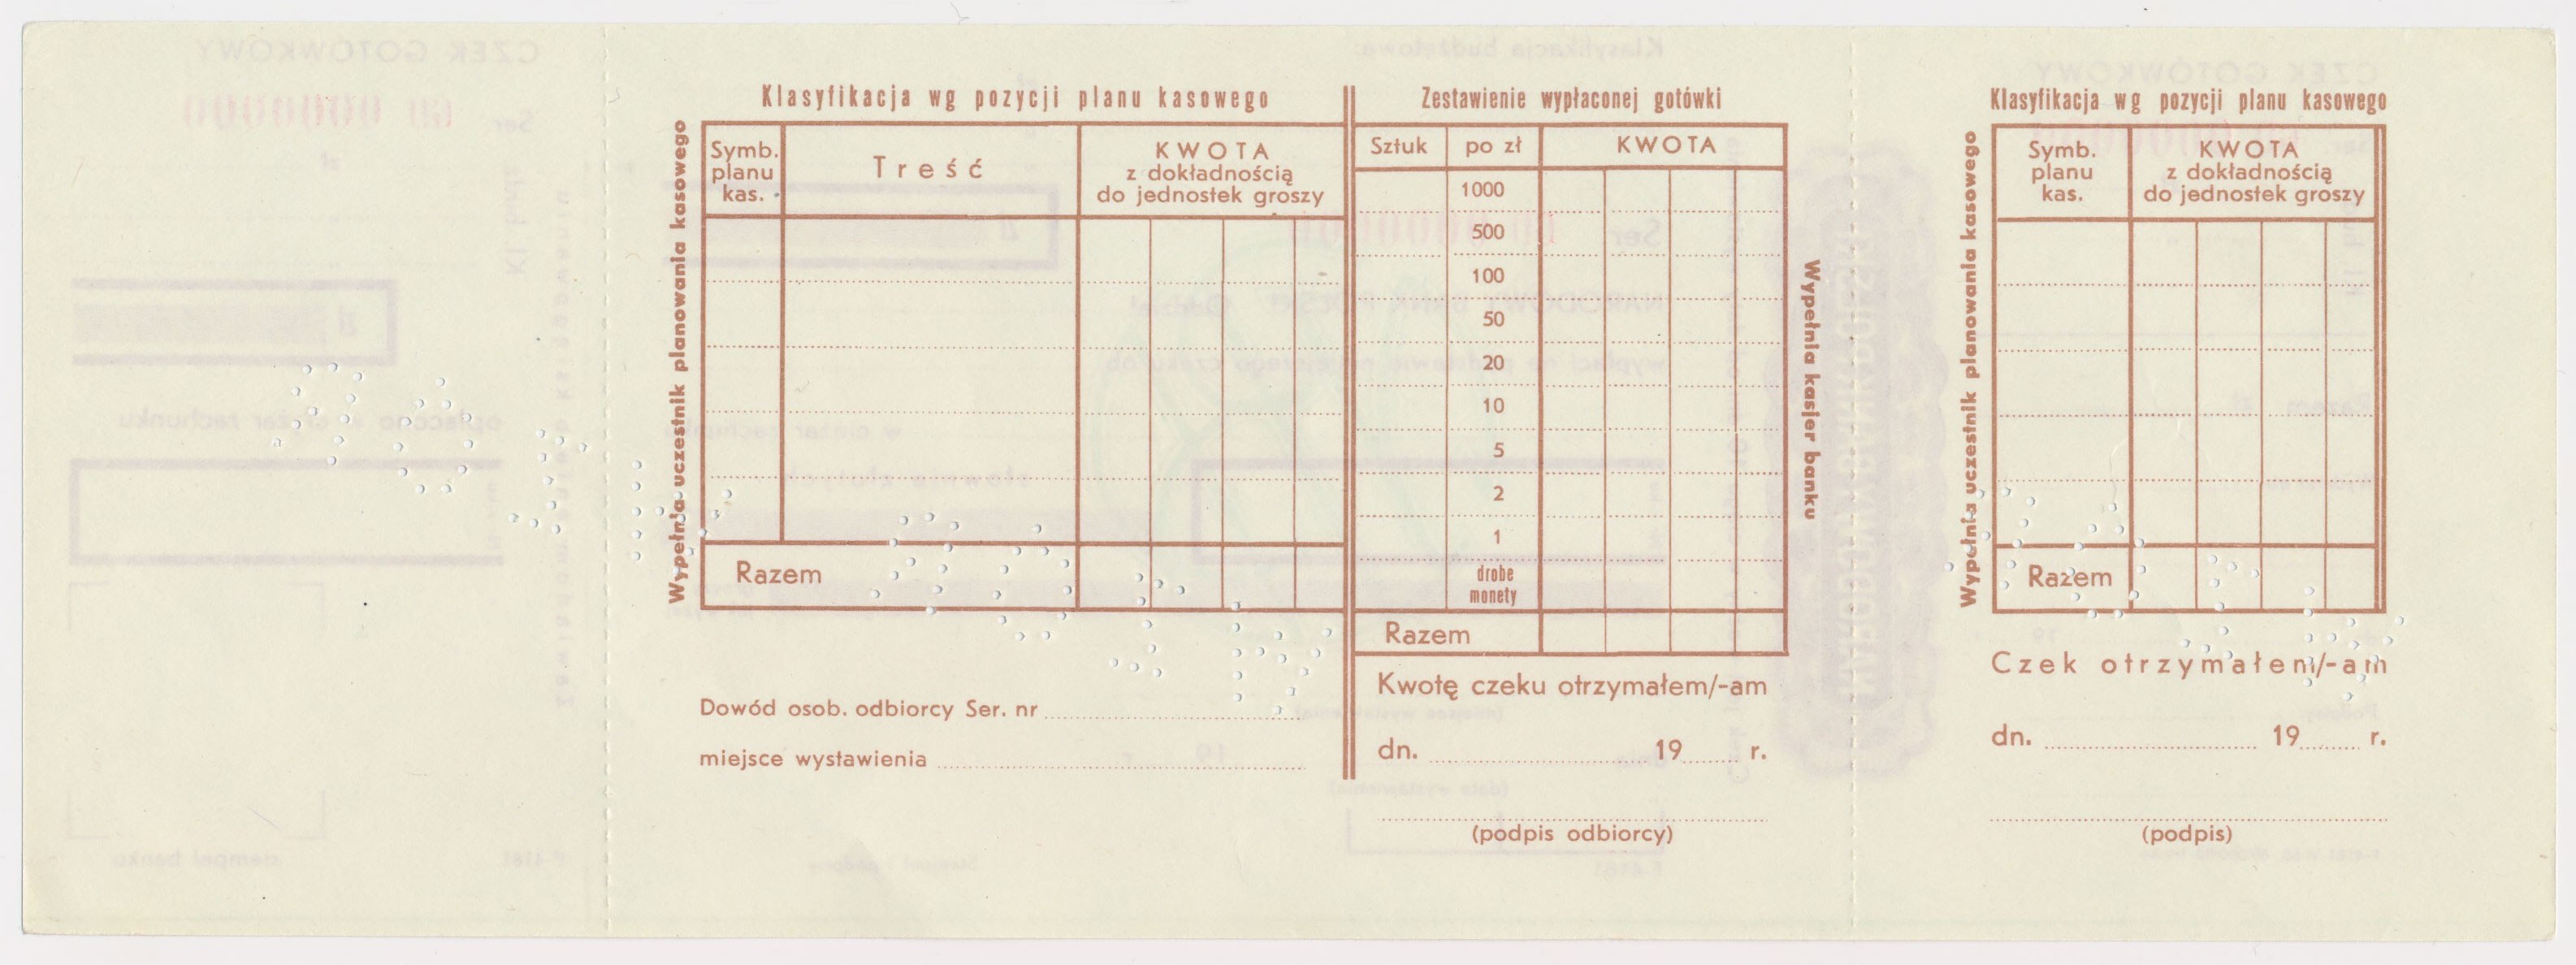 Klasyfikacja wg pozycji planu kasowego
Wypełnia uczestnik planowania kasowego
Symb.
planu
kas.
Treść
KWOTA
z dokładnością
do jednostek groszy
Razem
Dowód osob. odbiorcy Ser. nr
miejsce wystawienia
Zestawienie wypłaconej gotówki
Sztuk
po zł
KWOTA
1000
500
100
50
20
10
5
2
1
drobe
monety
Razem
Wypełnia kasjer banku
Kwotę czeku otrzymałem/-am
dn. 19 r.
(podpis odbiorcy)
Klasyfikacja wg pozycji planu kasowego
Wypełnia uczestnik planowania kasowego
Symb.
planu
kas.
KWOTA
z dokładnością
do jednostek groszy
Razem
Czek otrzymałem/-am
dn. 19 r.
(podpis)